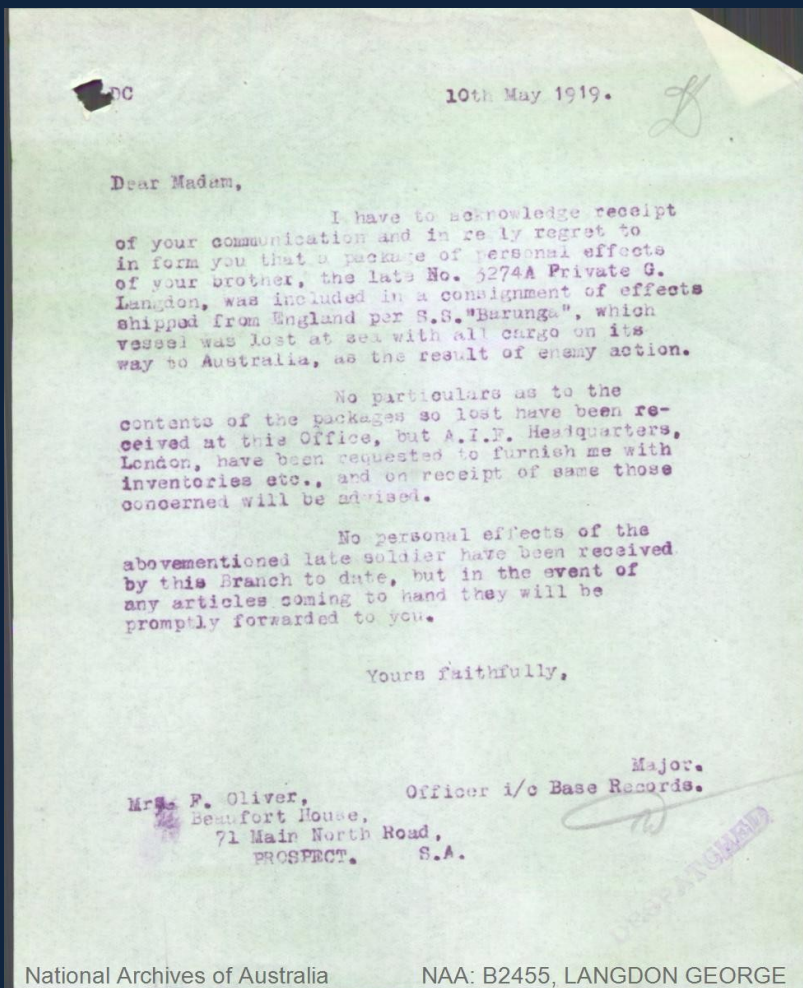 DC 10th May 1919.
Dear Madam,
I have to acknowledge receipt
of your communication and in re ly regret to
in form you that a package of personal effects
of your brother, the late No. 3274A Private G.
Langdon, was included in a consignment of effects
shipped from England per S.S."Barunga", which
vessel was lost at sea with all cargo on its
way to Australia, as the result of enemy action.
No particulars as to the
contents of the packages so lost have been re-
ceived at this Office, but A.I.F. Headquarters,
London, have been requested to furnish me with
inventories etc., and on receipt of same those
concerned will be advised.
No personal effects of the
abovementioned late soldier have been received
by this Branch to date, but in the event of
any articles coming to hand they will be
promptly forwarded to you.
Yours faithfully,
Major.
Officer i/c Base Records.
Mrs. F. Oliver,
Beaufort House,
71 Main North Road,
PROSPECT. S.A.
DESPATCHED
National Archives of Australia NAA: B2455, LANGDON GEORGE